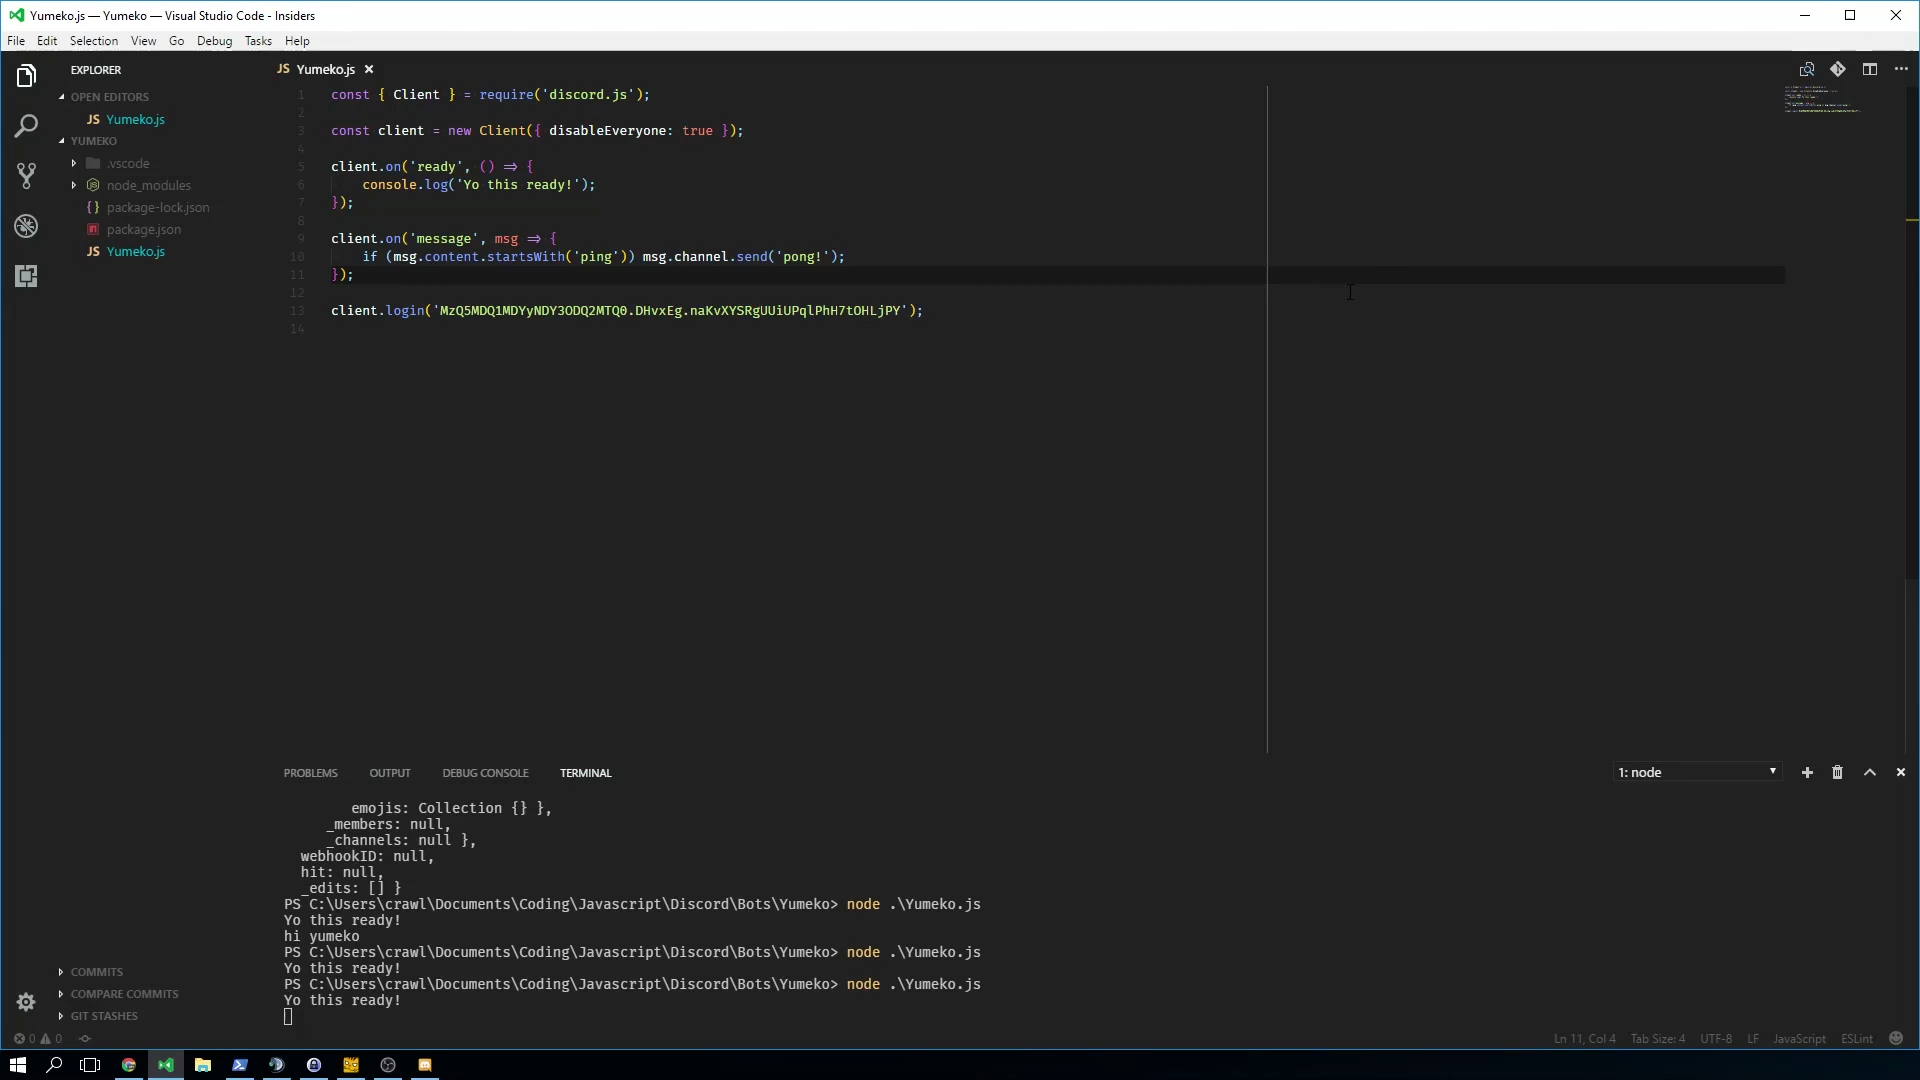 Yumeko.js — Yumeko — Visual Studio Code - Insiders
File Edit Selection View Go Debug Tasks Help
EXPLORER
OPEN EDITORS
JS Yumeko.js
YUMEKO
.vscode
node_modules
package-lock.json
package.json
JS Yumeko.js
COMMITS
COMPARE COMMITS
GIT STASHES
JS Yumeko.js
1 const { Client } = require('discord.js');
2
3 const client = new Client({ disableEveryone: true });
4
5 client.on('ready', () => {
6 console.log('Yo this ready!');
7 });
8
9 client.on('message', msg => {
10 if (msg.content.startsWith('ping')) msg.channel.send('pong!');
11 });
12
13 client.login('MzQ5MDQ1MDYyNDY3ODQ2MTQ0.DHvxEg.naKvXYSRgUUiUPqlPhH7tOHLjPY');
14
PROBLEMS OUTPUT DEBUG CONSOLE TERMINAL
1: node
emojis: Collection {} },
_members: null,
_channels: null },
webhookID: null,
hit: null,
_edits: [] }
PS C:\Users\crawl\Documents\Coding\Javascript\Discord\Bots\Yumeko> node .\Yumeko.js
Yo this ready!
hi yumeko
PS C:\Users\crawl\Documents\Coding\Javascript\Discord\Bots\Yumeko> node .\Yumeko.js
Yo this ready!
PS C:\Users\crawl\Documents\Coding\Javascript\Discord\Bots\Yumeko> node .\Yumeko.js
Yo this ready!
0 0
Ln 11, Col 4 Tab Size: 4 UTF-8 LF JavaScript ESLint